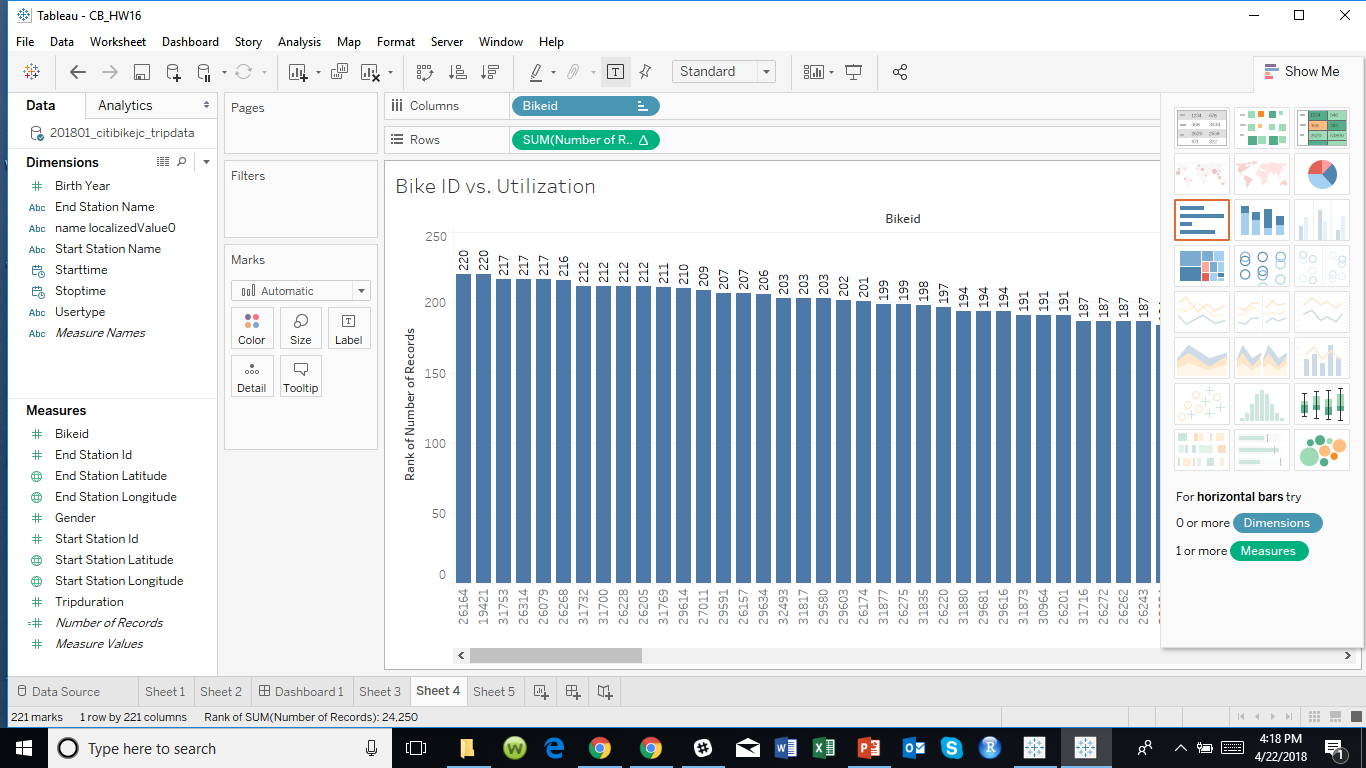 Tableau - CB_HW16
File Data Worksheet Dashboard Story Analysis Map Format Server Window Help
Standard
Show Me
Data
Analytics
201801_citibikejc_tripdata
Dimensions
Birth Year
Abc End Station Name
Abc name localizedValue0
Abc Start Station Name
Starttime
Stoptime
Abc Usertype
Abc Measure Names
Measures
Bikeid
End Station Id
End Station Latitude
End Station Longitude
Gender
Start Station Id
Start Station Latitude
Start Station Longitude
Tripduration
Number of Records
Measure Values
Pages
Filters
Marks
Automatic
Color Size Label
Detail Tooltip
Columns Bikeid
Rows SUM(Number of R..
Bike ID vs. Utilization
Bikeid
Rank of Number of Records
250
200
150
100
50
0
220 220 217 217 217 216 212 212 212 212 211 210 209 207 207 206 203 203 203 202 201 199 199 198 197 194 194 194 191 191 191 187 187 187 187
26164 19421 31753 26314 26079 26268 31732 31700 26228 26205 31769 29614 27011 29591 26157 29634 32493 31817 29580 29603 26174 31877 26275 31835 26220 31880 29681 29616 31873 30964 26201 31716 26272 26262 26243
For horizontal bars try
0 or more Dimensions
1 or more Measures
Data Source Sheet 1 Sheet 2 Dashboard 1 Sheet 3 Sheet 4 Sheet 5
221 marks 1 row by 221 columns Rank of SUM(Number of Records): 24,250
Type here to search
4:18 PM
4/22/2018
1